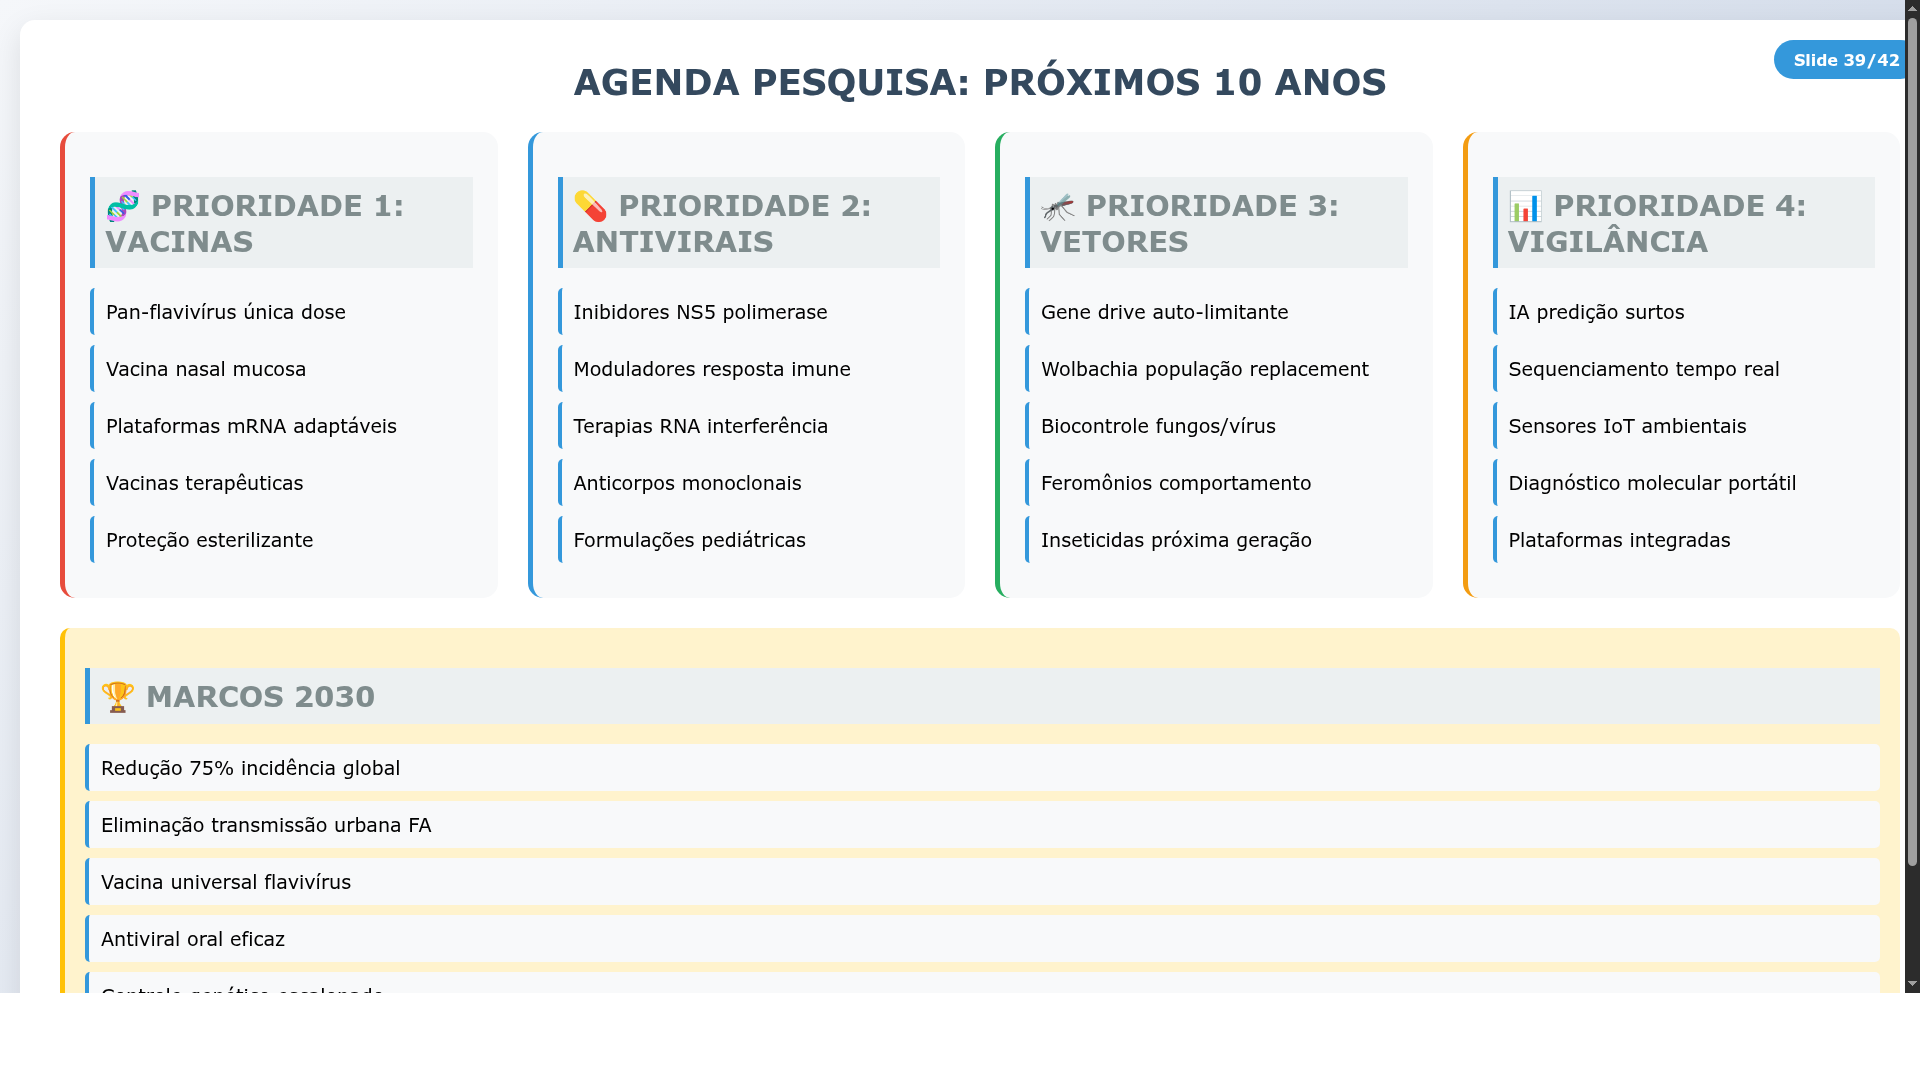 Slide 39/42
AGENDA PESQUISA: PRÓXIMOS 10 ANOS
🧬 PRIORIDADE 1:
VACINAS
Pan-flavivírus única dose
Vacina nasal mucosa
Plataformas mRNA adaptáveis
Vacinas terapêuticas
Proteção esterilizante
💊 PRIORIDADE 2:
ANTIVIRAIS
Inibidores NS5 polimerase
Moduladores resposta imune
Terapias RNA interferência
Anticorpos monoclonais
Formulações pediátricas
🦟 PRIORIDADE 3:
VETORES
Gene drive auto-limitante
Wolbachia população replacement
Biocontrole fungos/vírus
Feromônios comportamento
Inseticidas próxima geração
📊 PRIORIDADE 4:
VIGILÂNCIA
IA predição surtos
Sequenciamento tempo real
Sensores IoT ambientais
Diagnóstico molecular portátil
Plataformas integradas
🏆 MARCOS 2030
Redução 75% incidência global
Eliminação transmissão urbana FA
Vacina universal flavivírus
Antiviral oral eficaz